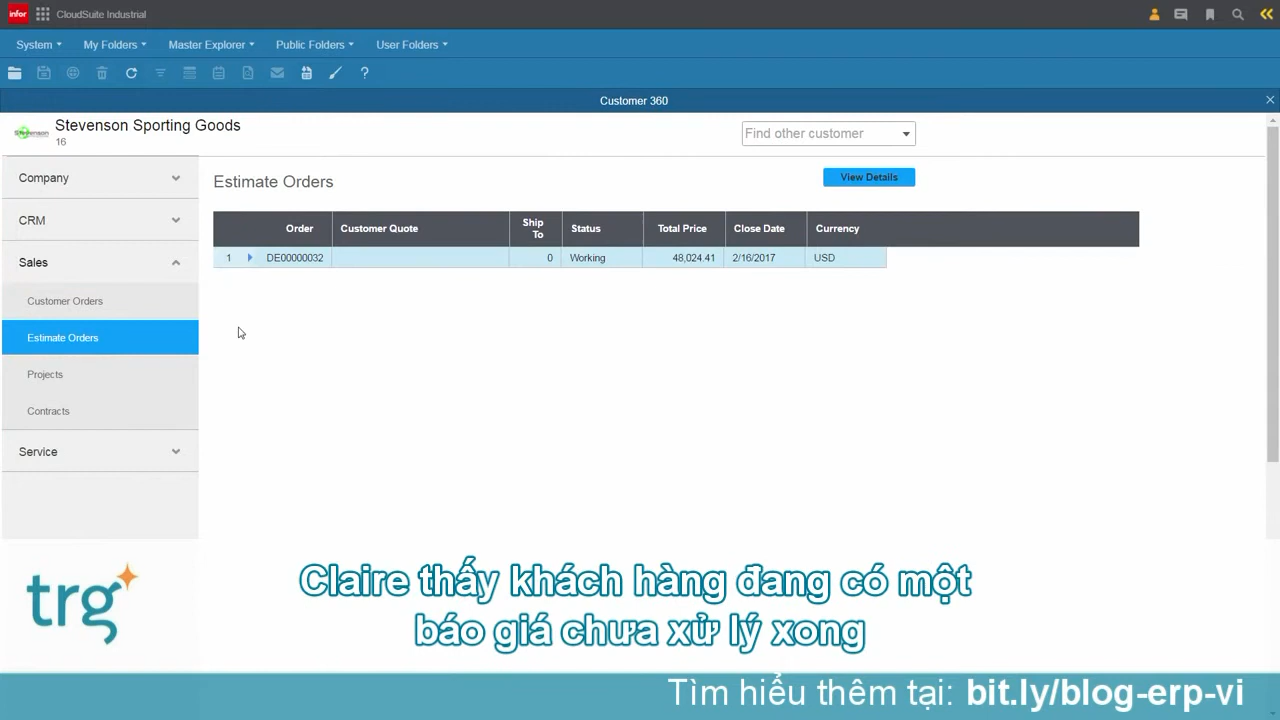 infor CloudSuite Industrial
System My Folders Master Explorer Public Folders User Folders
?
Customer 360
Stevenson
Stevenson Sporting Goods
16
Find other customer
Company
CRM
Sales
Customer Orders
Estimate Orders
Projects
Contracts
Service
Estimate Orders
View Details
Order Customer Quote Ship To Status Total Price Close Date Currency
1 DE00000032 0 Working 48,024.41 2/16/2017 USD
trg
Claire thấy khách hàng đang có một
báo giá chưa xử lý xong
Tìm hiểu thêm tại: bit.ly/blog-erp-vi